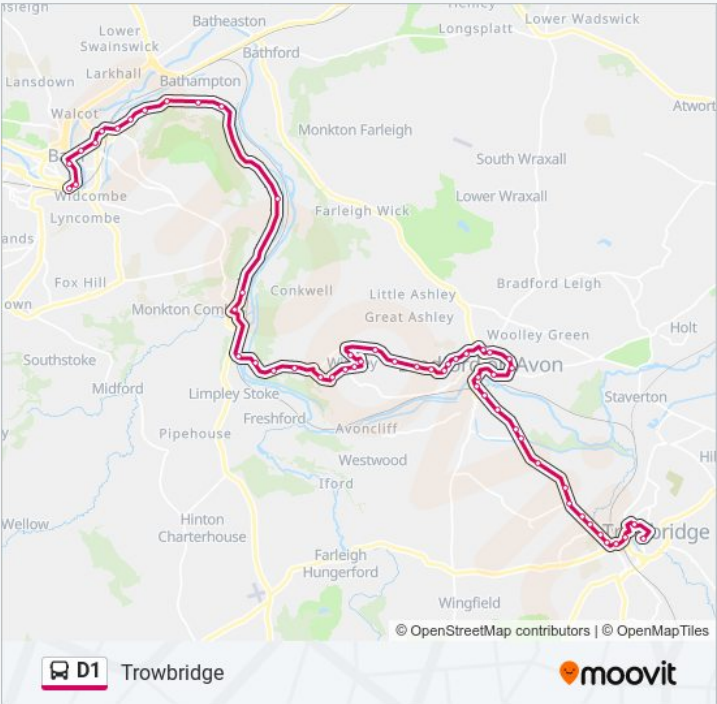 Batheaston
Lower Wadswick
Longsplatt
Lower
Swainswick
Bathford
Larkhall
Lansdown
Bathampton
Atwort
Walcot
Monkton Farleigh
South Wraxall
Widcombe
Lower Wraxall
Lyncombe
Farleigh Wick
ands
Fox Hill
Conkwell
Little Ashley
Bradford Leigh
own
Monkton Com
Great Ashley
Woolley Green
Holt
Southstoke
Avon
Midford
Limpley Stoke
Staverton
Freshford
Pipehouse
Avoncliff
Westwood
Iford
Wellow
Hinton
Charterhouse
bridge
Farleigh
Hungerford
Wingfield
© OpenStreetMap contributors | © OpenMapTiles
D1 Trowbridge
moovit